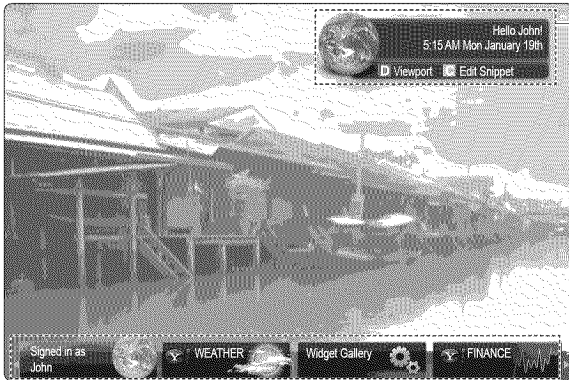 Hello John!
5:15 AM Mon January 19th
D Viewport C Edit Snippet
Signed in as
John
Y WEATHER
Widget Gallery
Y FINANCE